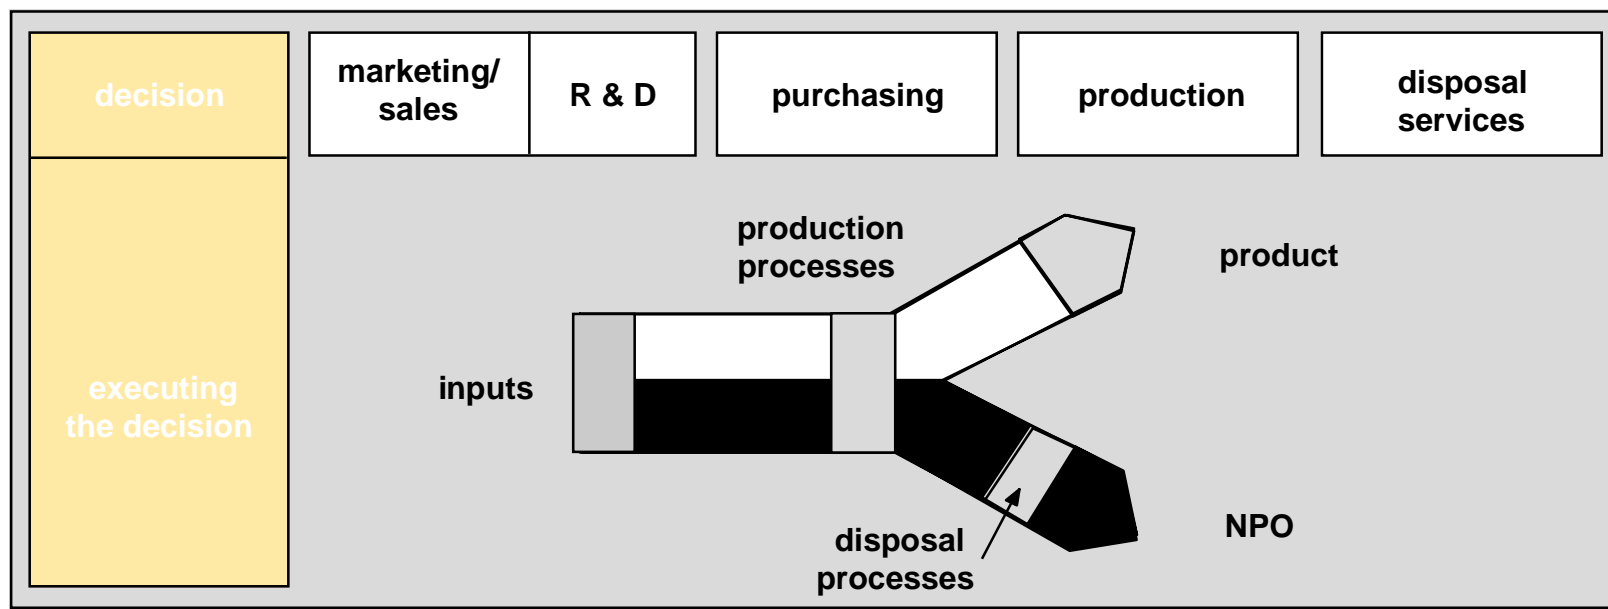 decision
marketing/
sales
R & D
purchasing
production
disposal
services
executing
the decision
production
processes
product
inputs
NPO
disposal
processes